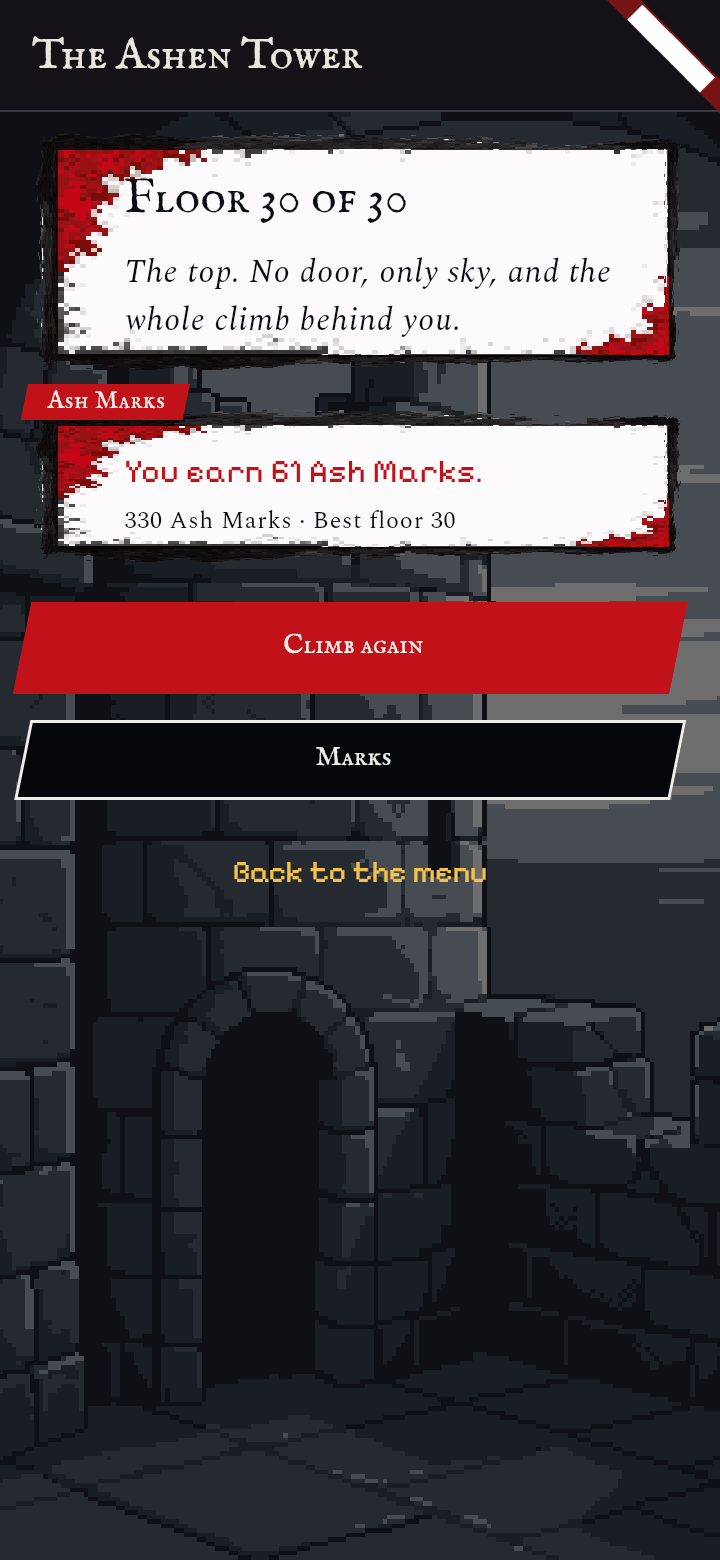 The Ashen Tower
Floor 30 of 30
The top. No door, only sky, and the
whole climb behind you.
Ash Marks
You earn 61 Ash Marks.
330 Ash Marks · Best floor 30
Climb again
Marks
Back to the menu